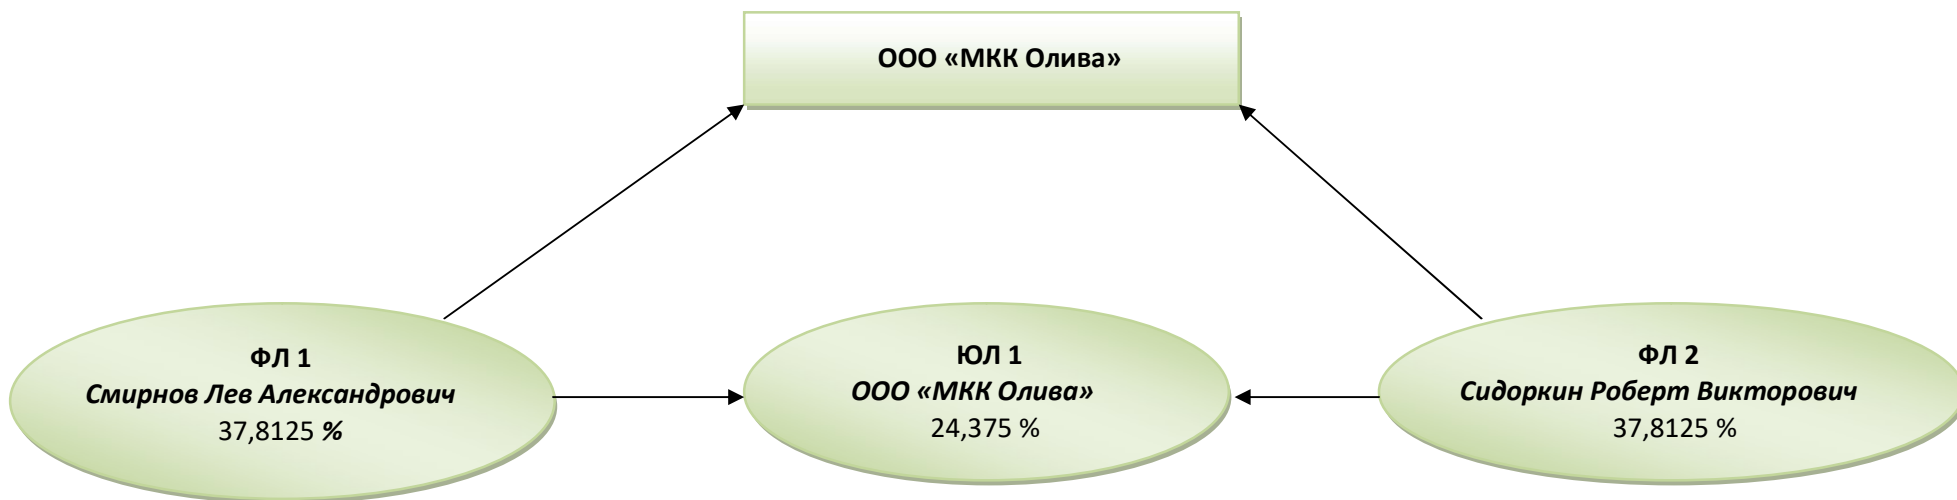 ООО «МКК Олива»
ФЛ 1
Смирнов Лев Александрович
37,8125 %
ЮЛ 1
ООО «МКК Олива»
24,375 %
ФЛ 2
Сидоркин Роберт Викторович
37,8125 %